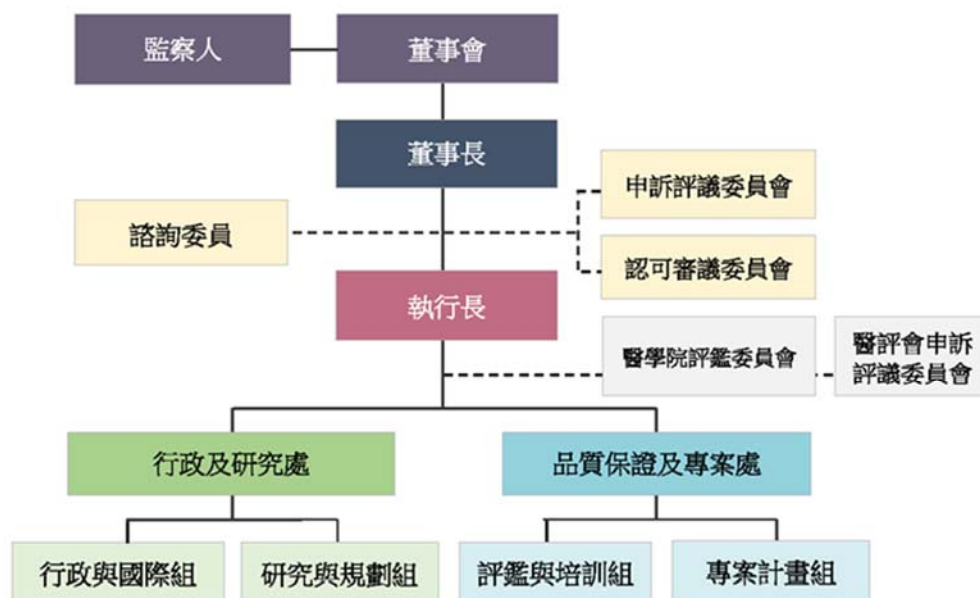 監察人
董事會
董事長
諮詢委員
申訴評議委員會
認可審議委員會
執行長
醫學院評鑑委員會
醫評會申訴
評議委員會
行政及研究處
品質保證及專案處
行政與國際組
研究與規劃組
評鑑與培訓組
專案計畫組